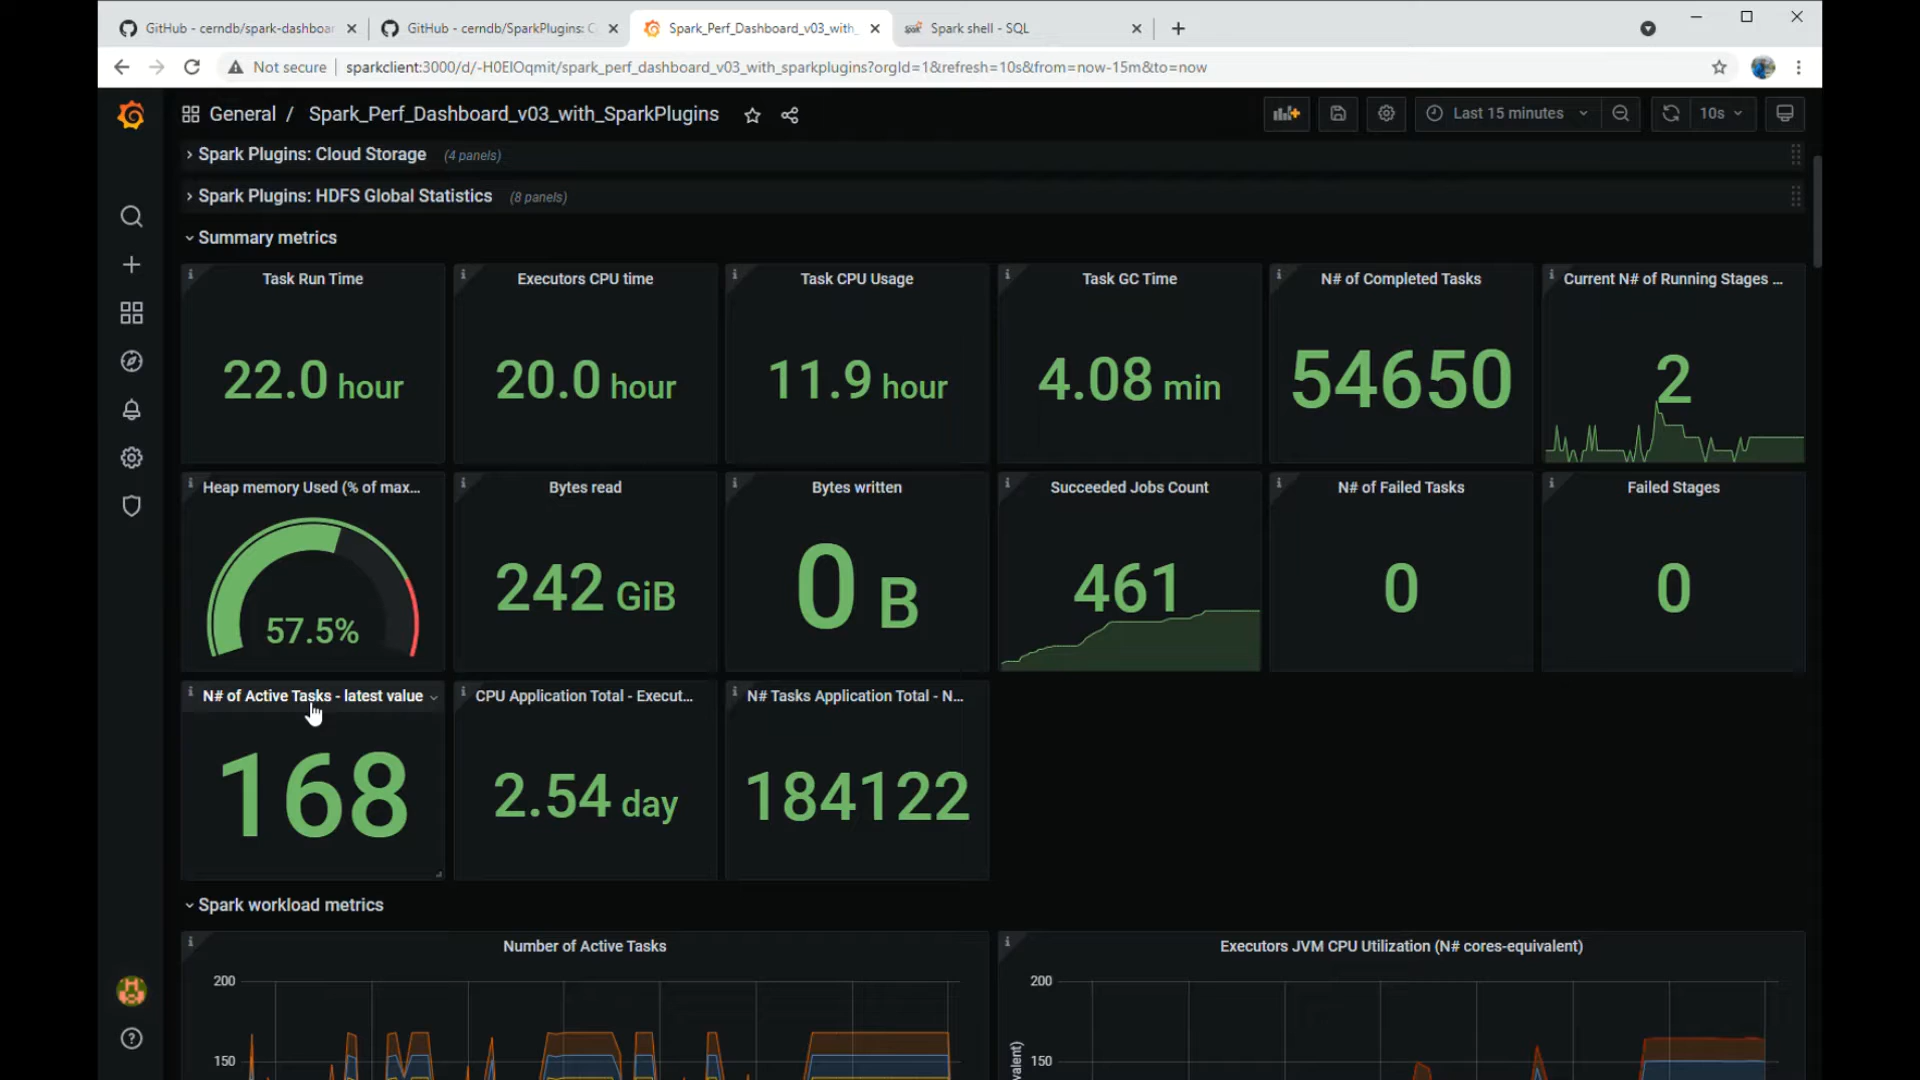 GitHub - cerndb/spark-dashboar
GitHub - cerndb/SparkPlugins: C
Spark_Perf_Dashboard_v03_with_
Spark shell - SQL
Not secure
sparkclient:3000/d/-H0EIOqmit/spark_perf_dashboard_v03_with_sparkplugins?orgId=1&refresh=10s&from=now-15m&to=now
General / Spark_Perf_Dashboard_v03_with_SparkPlugins
Last 15 minutes
10s
Spark Plugins: Cloud Storage (4 panels)
Spark Plugins: HDFS Global Statistics (8 panels)
Summary metrics
Task Run Time
22.0 hour
Executors CPU time
20.0 hour
Task CPU Usage
11.9 hour
Task GC Time
4.08 min
N# of Completed Tasks
54650
Current N# of Running Stages ...
2
Heap memory Used (% of max...
57.5%
Bytes read
242 GiB
Bytes written
0 B
Succeeded Jobs Count
461
N# of Failed Tasks
0
Failed Stages
0
N# of Active Tasks - latest value
168
CPU Application Total - Execut...
2.54 day
N# Tasks Application Total - N...
184122
Spark workload metrics
Number of Active Tasks
200
150
Executors JVM CPU Utilization (N# cores-equivalent)
200
150
valent)